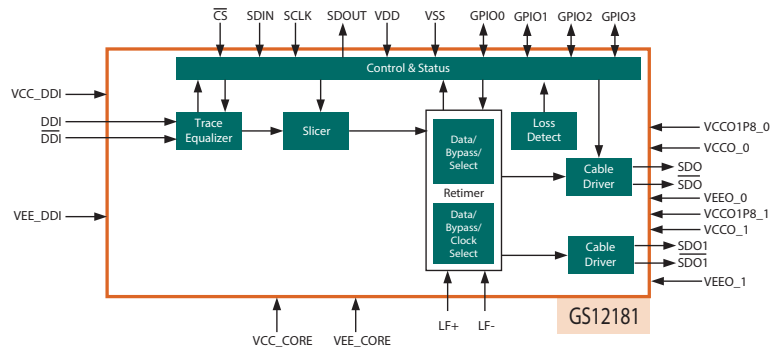 CS SDIN SCLK SDOUT VDD VSS GPIO0 GPIO1 GPIO2 GPIO3
Control & Status
VCC_DDI
DDI
DDI
Trace
Equalizer
Slicer
Data/
Bypass/
Select
Retimer
Data/
Bypass/
Clock
Select
Loss
Detect
Cable
Driver
Cable
Driver
VEE_DDI
VCCO1P8_0
VCCO_0
SDO
SDO
VEEO_0
VCCO1P8_1
VCCO_1
SDO1
SDO1
VEEO_1
VCC_CORE
VEE_CORE
LF+
LF-
GS12181